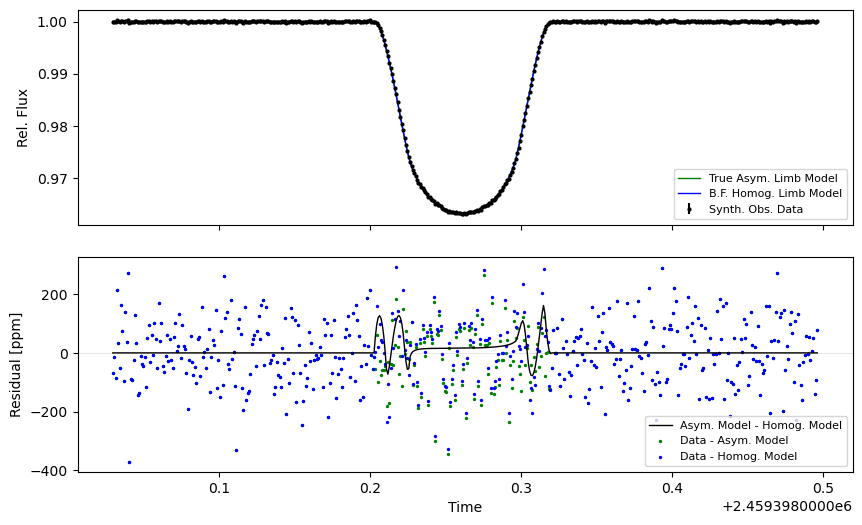 1.00
0.99
0.98
0.97
Rel. Flux
True Asym. Limb Model
B.F. Homog. Limb Model
Synth. Obs. Data
200
0
−200
−400
Residual [ppm]
Asym. Model - Homog. Model
Data - Asym. Model
Data - Homog. Model
0.1
0.2
0.3
0.4
0.5
Time
+2.4593980000e6